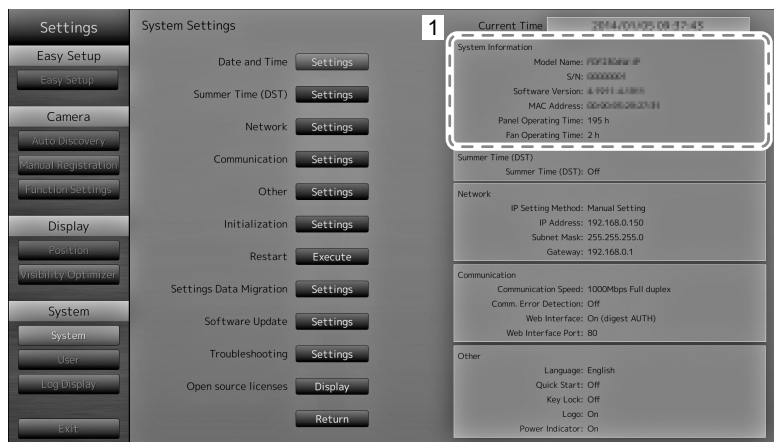 Settings
Easy Setup
Easy Setup
Camera
Auto Discovery
Manual Registration
Function Settings
Display
Position
Visibility Optimizer
System
System
User
Log Display
Exit
System Settings
Date and Time Settings
Summer Time (DST) Settings
Network Settings
Communication Settings
Other Settings
Initialization Settings
Restart Execute
Settings Data Migration Settings
Software Update Settings
Troubleshooting Settings
Open source licenses Display
Return
1
Current Time
System Information
Model Name:
S/N:
Software Version:
MAC Address:
Panel Operating Time: 195 h
Fan Operating Time: 2 h
Summer Time (DST)
Summer Time (DST): Off
Network
IP Setting Method: Manual Setting
IP Address: 192.168.0.150
Subnet Mask: 255.255.255.0
Gateway: 192.168.0.1
Communication
Communication Speed: 1000Mbps Full duplex
Comm. Error Detection: Off
Web Interface: On (digest AUTH)
Web Interface Port: 80
Other
Language: English
Quick Start: Off
Key Lock: Off
Logo: On
Power Indicator: On